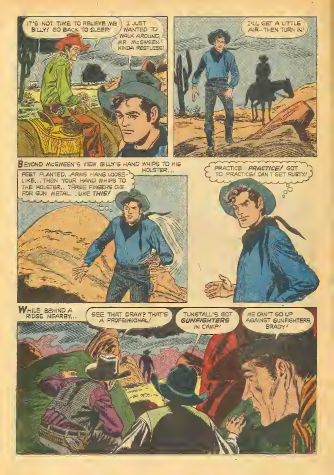 IT'S NOT TIME TO RELIEVE ME
BILLY! GO BACK TO SLEEP!
I JUST
WANTED TO
WALK AROUND,
MR. McSWEEN!
KINDA RESTLESS!
I'LL GET A LITTLE
AIR-THEN TURN IN!
BEYOND McSWEEN'S VIEW, BILLY'S HAND WHIPS TO HIS
HOLSTER...
FEET PLANTED, ARMS HANG LOOSE-
LIKE... THEN YOUR HAND WHIPS TO
THE HOLSTER... THREE FINGERS DIG
FOR GUN METAL... LIKE THIS!
PRACTICE! PRACTICE! GOT
TO PRACTICE! CAN'T GET RUSTY!
WHILE BEHIND A
RIDGE NEARBY...
SEE THAT DRAW? THAT'S
A PROFESSIONAL!
TUNSTALL'S GOT
GUNFIGHTERS
IN CAMP!
WE CAN'T GO UP
AGAINST GUNFIGHTERS,
BRADY!